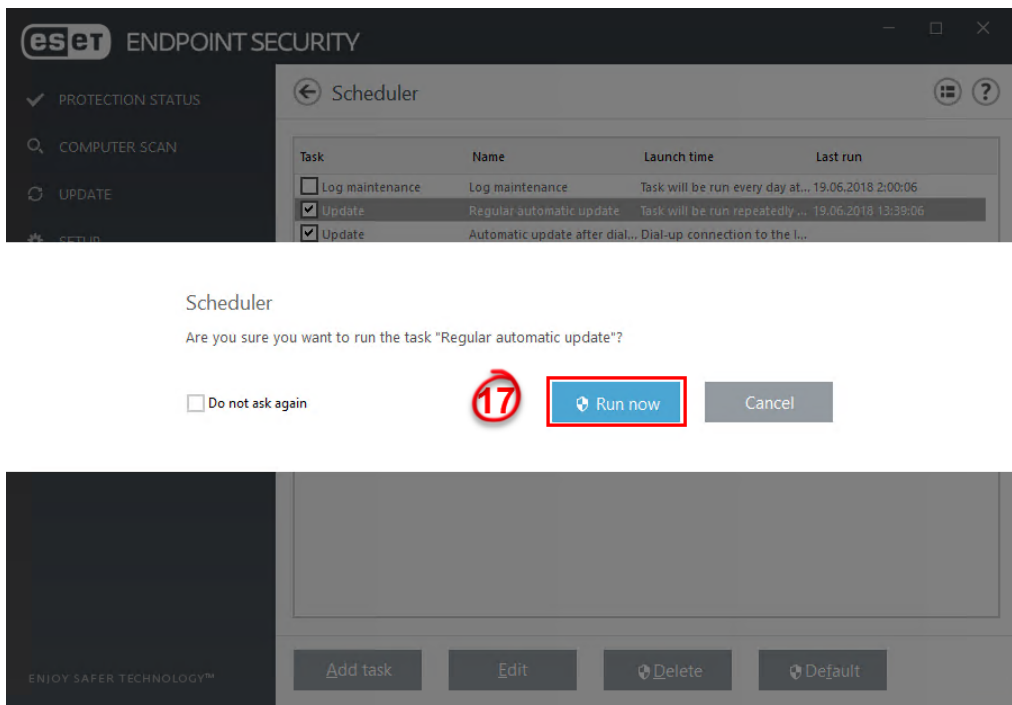 eset ENDPOINT SECURITY
PROTECTION STATUS
Scheduler
?
COMPUTER SCAN
Task Name Launch time Last run
Log maintenance Log maintenance Task will be run every day at... 19.06.2018 2:00:06
UPDATE
Update Regular automatic update Task will be run repeatedly ... 19.06.2018 13:39:06
SETUP
Update Automatic update after dial... Dial-up connection to the I...
Scheduler
Are you sure you want to run the task "Regular automatic update"?
Do not ask again
17
Run now
Cancel
Add task Edit Delete Default
ENJOY SAFER TECHNOLOGY™